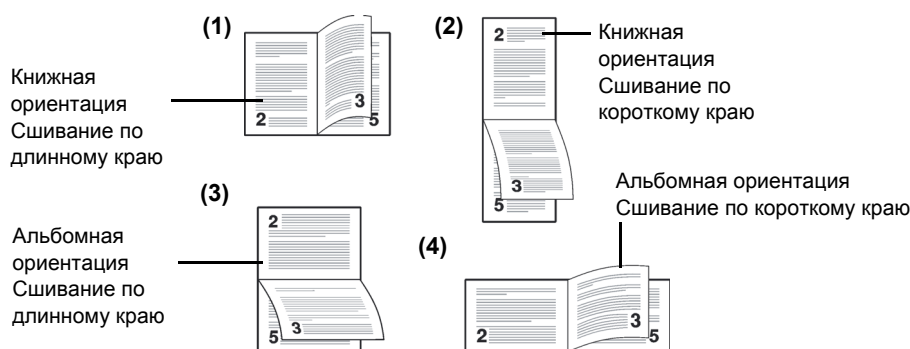 (1)
Книжная
ориентация
Сшивание по
длинному краю
2
3
5
(2)
2
3
5
Книжная
ориентация
Сшивание по
короткому краю
(3)
Альбомная
ориентация
Сшивание по
длинному краю
2
3
5
(4)
Альбомная ориентация
Сшивание по короткому краю
2
3
5